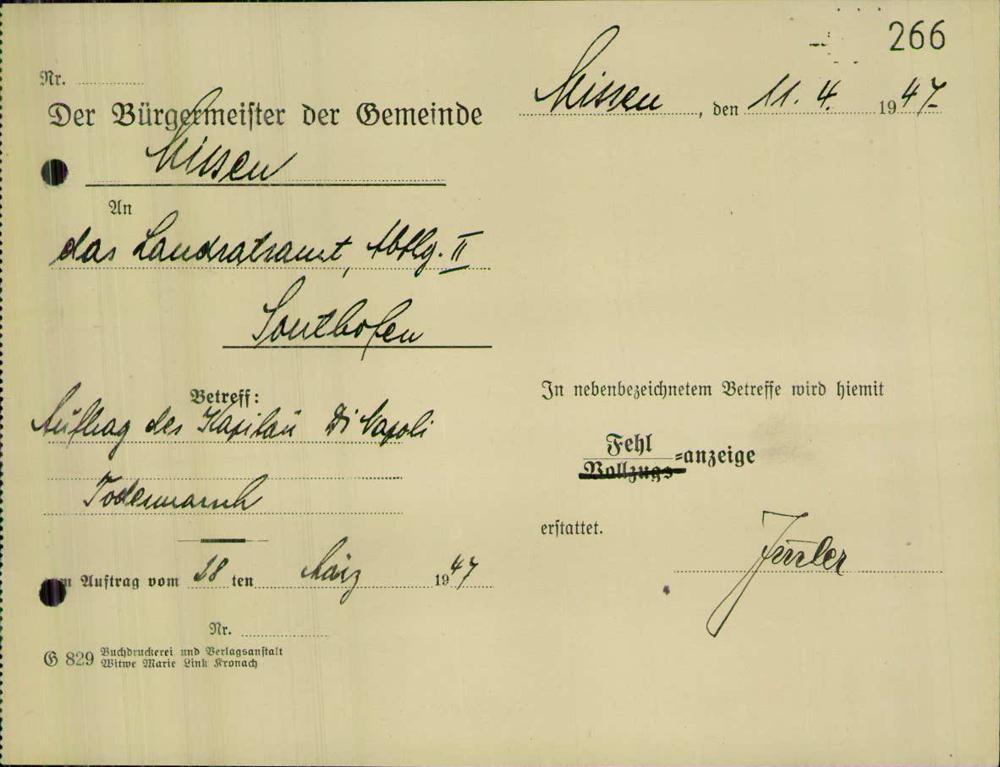 266
Nr.
Missen, den 11. 4. 1947
Der Bürgermeister der Gemeinde
Missen
An
das Landratsamt, Abtlg. II
Sonthofen
Betreff:
Auftrag des Kapitän Di Napoli
Todesmarsch
Zum Auftrag vom 28 ten März 1947
Nr.
G 829 Buchdruckerei und Verlagsanstalt
Witwe Marie Link Kronach
In nebenbezeichnetem Betreffe wird hiemit
Fehl
Vollzugs-=anzeige
erstattet.